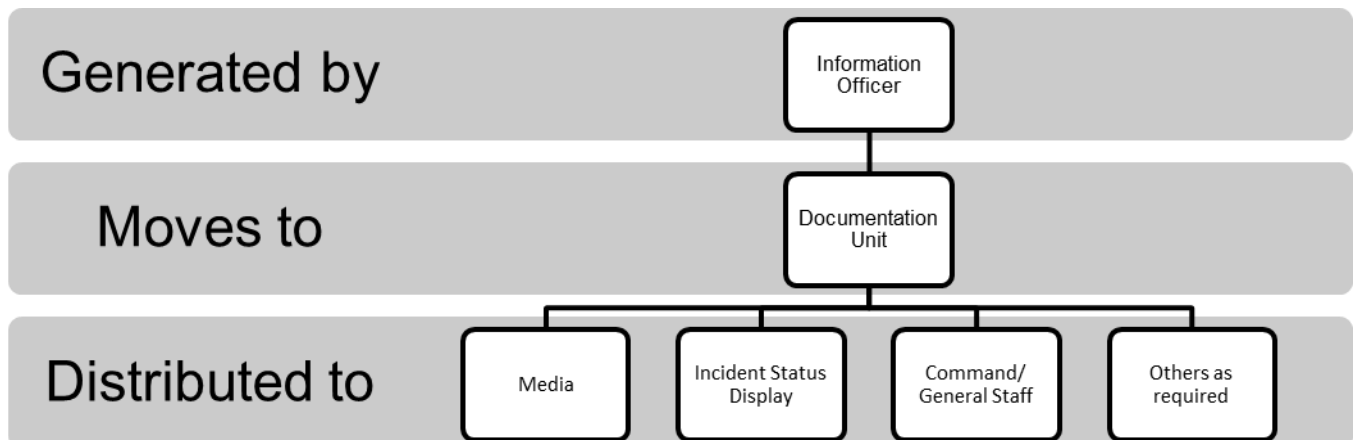 Generated by
Information
Officer
Moves to
Documentation
Unit
Distributed to
Media
Incident Status
Display
Command/
General Staff
Others as
required